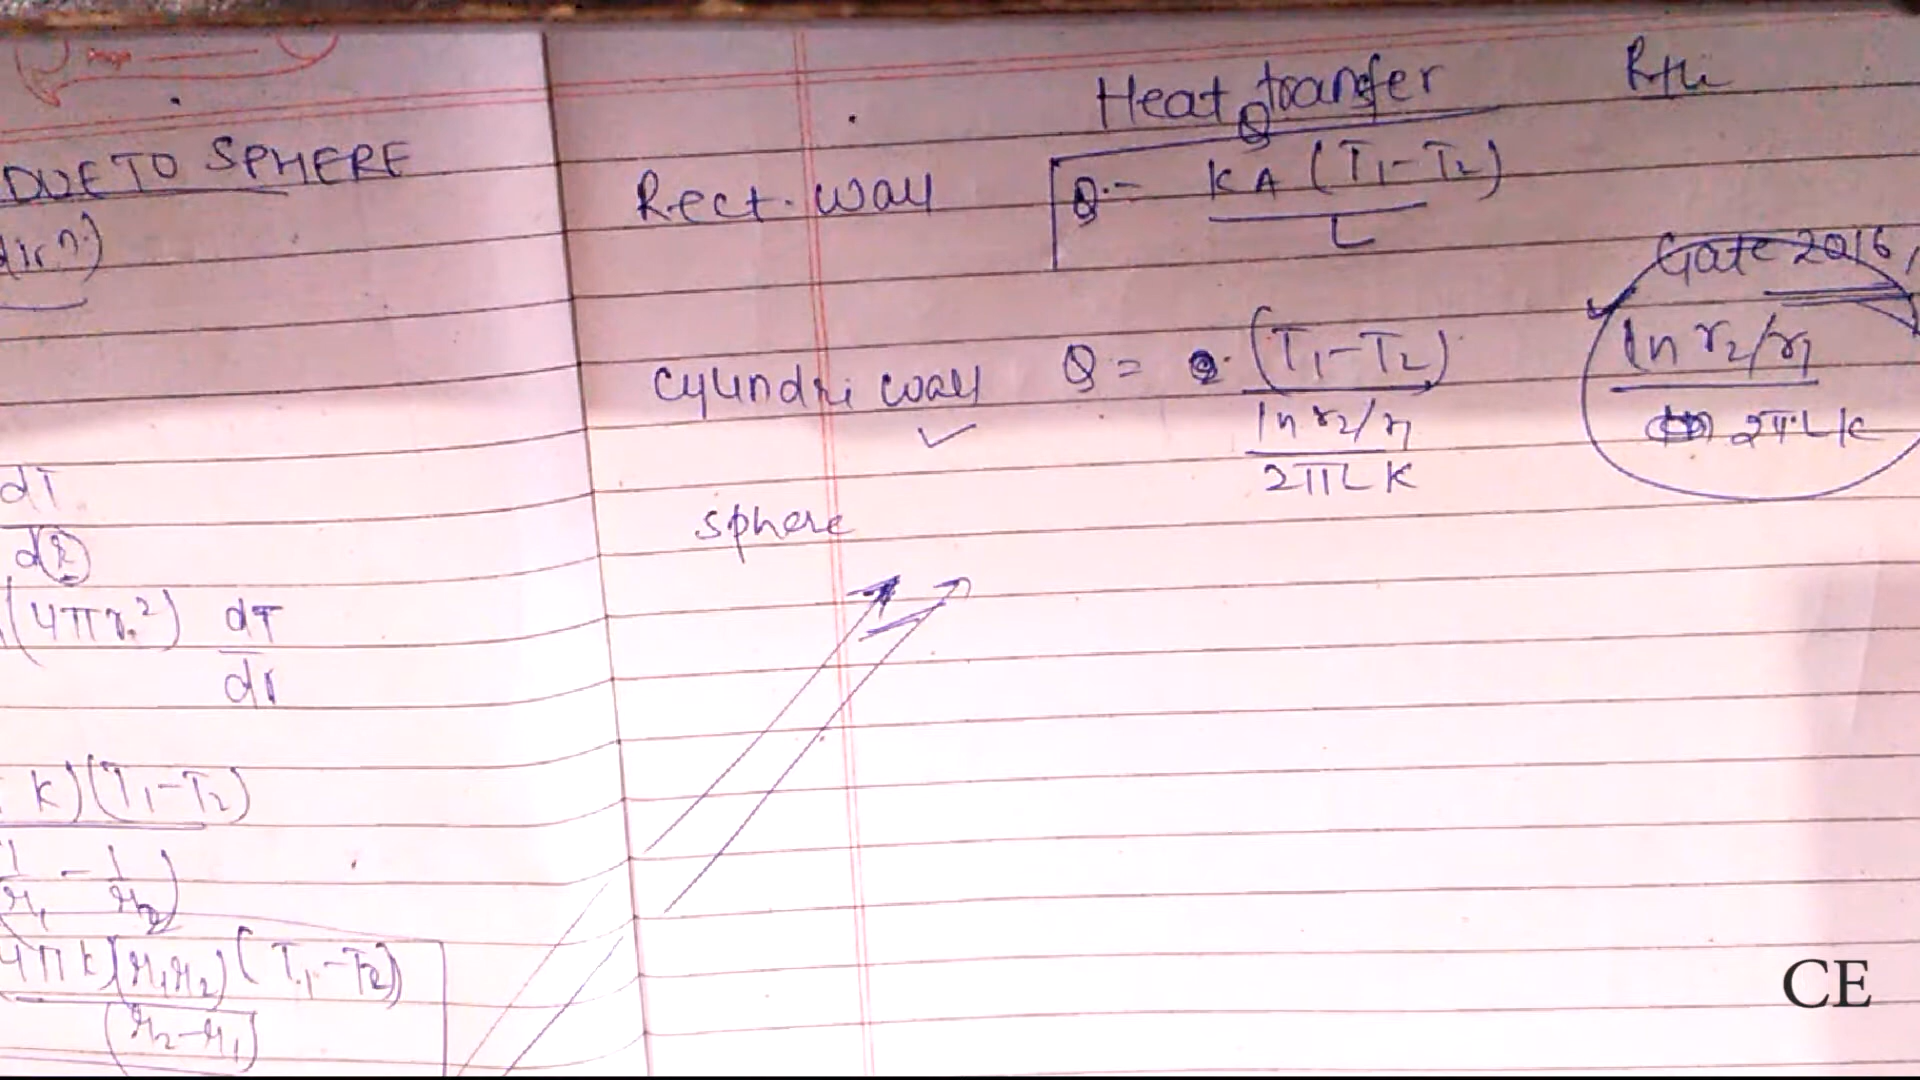 Page
DUE TO SPHERE
dT
(4πr²) dT
dr
K)(T₁-T₂)
1/r₁ - 1/r₂)
4πk)(r₁r₂)(T₁-T₂)
(r₂-r₁)
Heat transfer Rth
Q
Rect. wall Q = KA (T₁-T₂)
L
Gate 2016,
Cylindri wall Q = (T₁-T₂)
ln r₂/r₁
2πLK
ln r₂/r₁
2πLK
sphere
CE